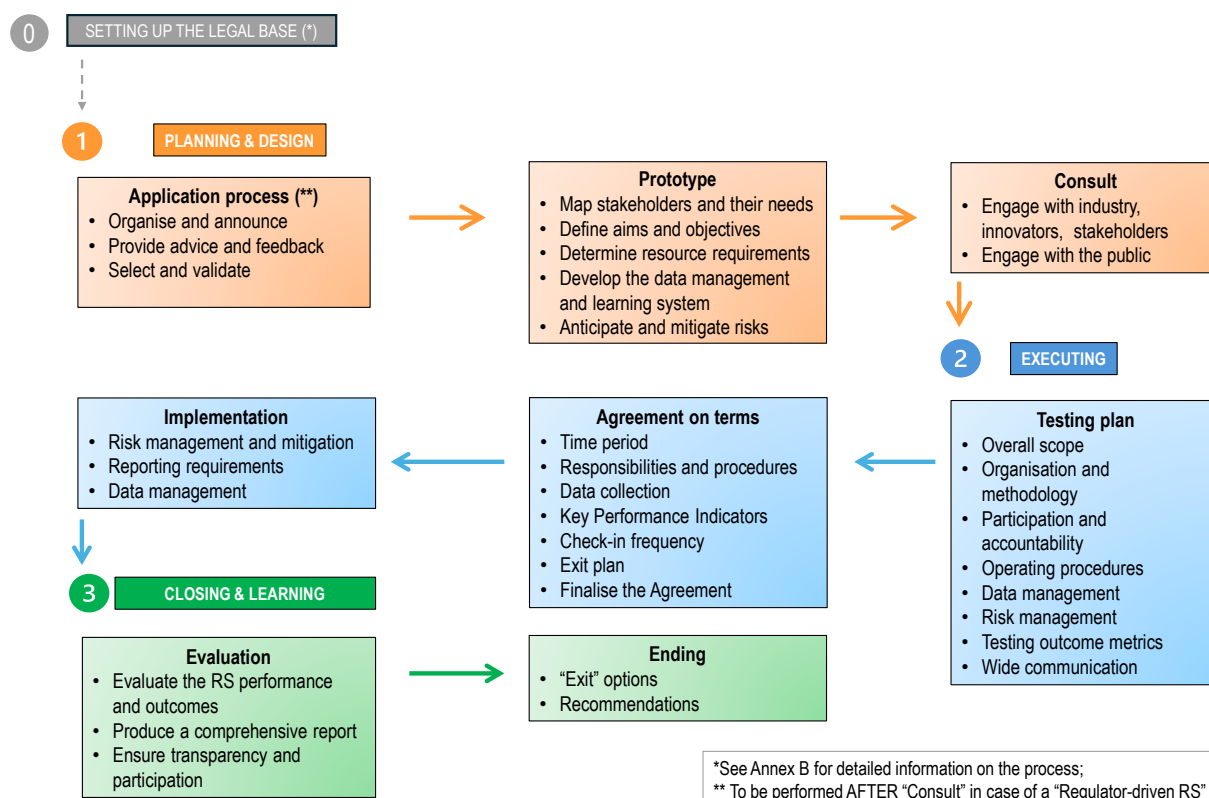 0
SETTING UP THE LEGAL BASE (*)
1
PLANNING & DESIGN
Application process (**)
• Organise and announce
• Provide advice and feedback
• Select and validate
Prototype
• Map stakeholders and their needs
• Define aims and objectives
• Determine resource requirements
• Develop the data management
and learning system
• Anticipate and mitigate risks
Consult
• Engage with industry,
innovators, stakeholders
• Engage with the public
2
EXECUTING
Testing plan
• Overall scope
• Organisation and
methodology
• Participation and
accountability
• Operating procedures
• Data management
• Risk management
• Testing outcome metrics
• Wide communication
Agreement on terms
• Time period
• Responsibilities and procedures
• Data collection
• Key Performance Indicators
• Check-in frequency
• Exit plan
• Finalise the Agreement
Implementation
• Risk management and mitigation
• Reporting requirements
• Data management
3
CLOSING & LEARNING
Evaluation
• Evaluate the RS performance
and outcomes
• Produce a comprehensive report
• Ensure transparency and
participation
Ending
• “Exit” options
• Recommendations
*See Annex B for detailed information on the process;
** To be performed AFTER “Consult” in case of a “Regulator-driven RS”